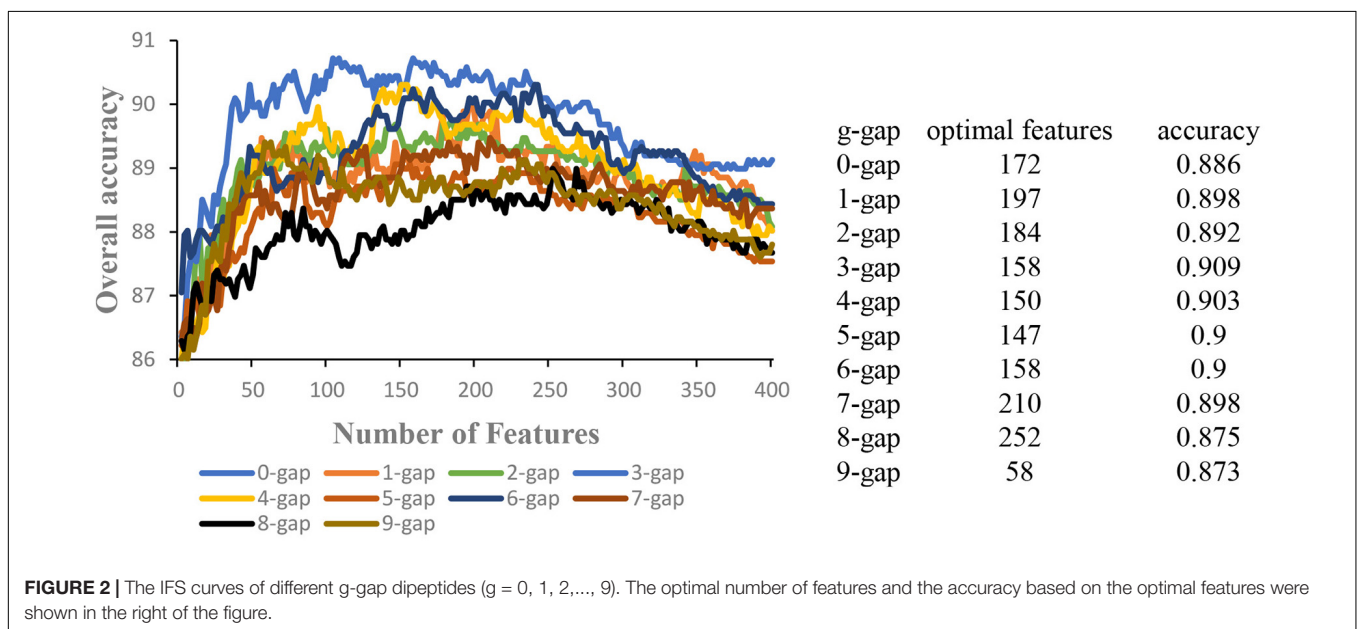 91
90
89
88
87
86
Overall accuracy
0 50 100 150 200 250 300 350 400
Number of Features
0-gap 1-gap 2-gap 3-gap
4-gap 5-gap 6-gap 7-gap
8-gap 9-gap
g-gap optimal features accuracy
0-gap 172 0.886
1-gap 197 0.898
2-gap 184 0.892
3-gap 158 0.909
4-gap 150 0.903
5-gap 147 0.9
6-gap 158 0.9
7-gap 210 0.898
8-gap 252 0.875
9-gap 58 0.873
FIGURE 2 | The IFS curves of different g-gap dipeptides (g = 0, 1, 2,..., 9). The optimal number of features and the accuracy based on the optimal features were
shown in the right of the figure.